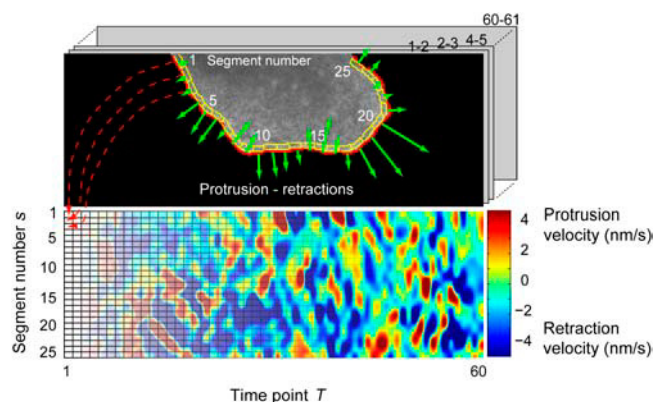 60-61
1-2 2-3 4-5
1 Segment number 25
5
20
10 15
Protrusion - retractions
Segment number s
1
5
10
15
20
25
1 60
Time point T
4
2
0
−2
−4
Protrusion
velocity (nm/s)
Retraction
velocity (nm/s)